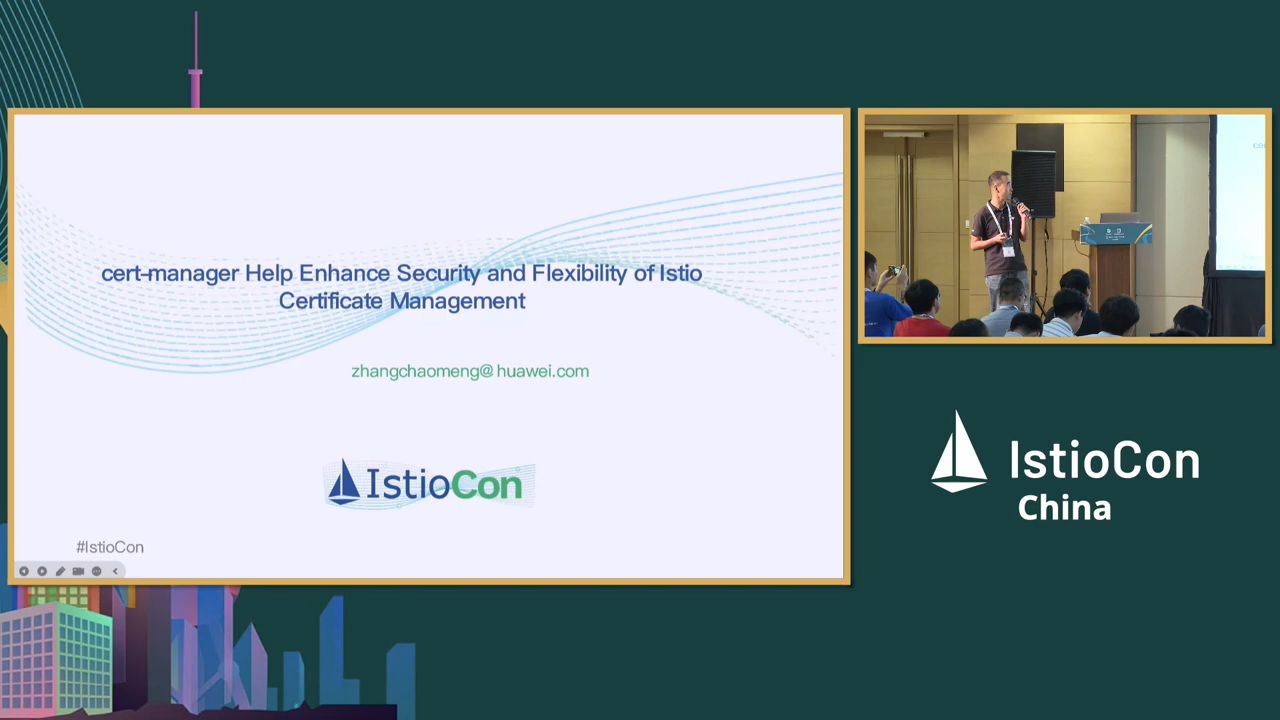 cert-manager Help Enhance Security and Flexibility of Istio
Certificate Management
zhangchaomeng@huawei.com
IstioCon
#IstioCon
IstioCon
China